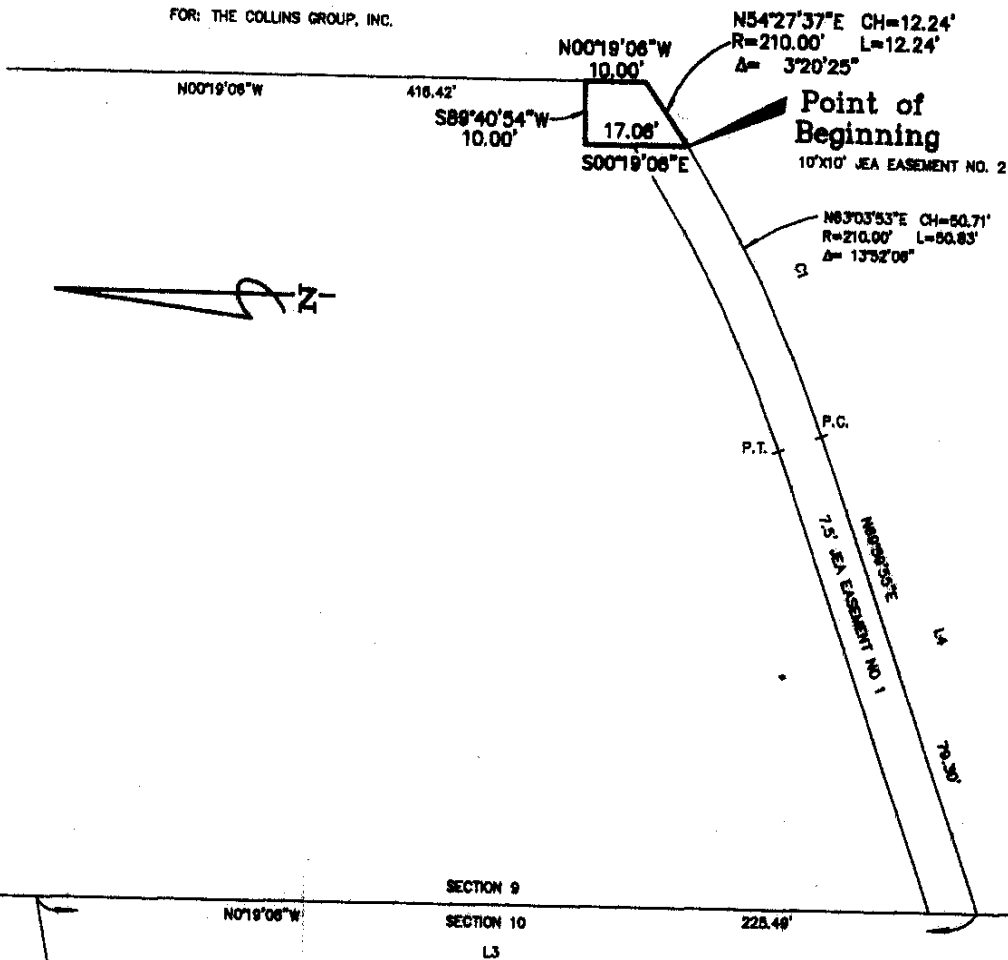 FOR: THE COLLINS GROUP, INC.
N54°27'37"E CH=12.24'
R=210.00' L=12.24'
Δ= 3°20'25"
N00°19'06"W
10.00'
N00°19'06"W
416.42'
S89°40'54"W
10.00'
17.06'
S00°19'06"E
Point of
Beginning
10'X10' JEA EASEMENT NO. 2
N63°03'53"E CH=50.71'
R=210.00' L=50.83'
Δ= 13°52'06"
C1
N
P.C.
P.T.
7.5' JEA EASEMENT NO 1
L4
79.30'
SECTION 9
N0°19'06"W
SECTION 10
225.49'
L3